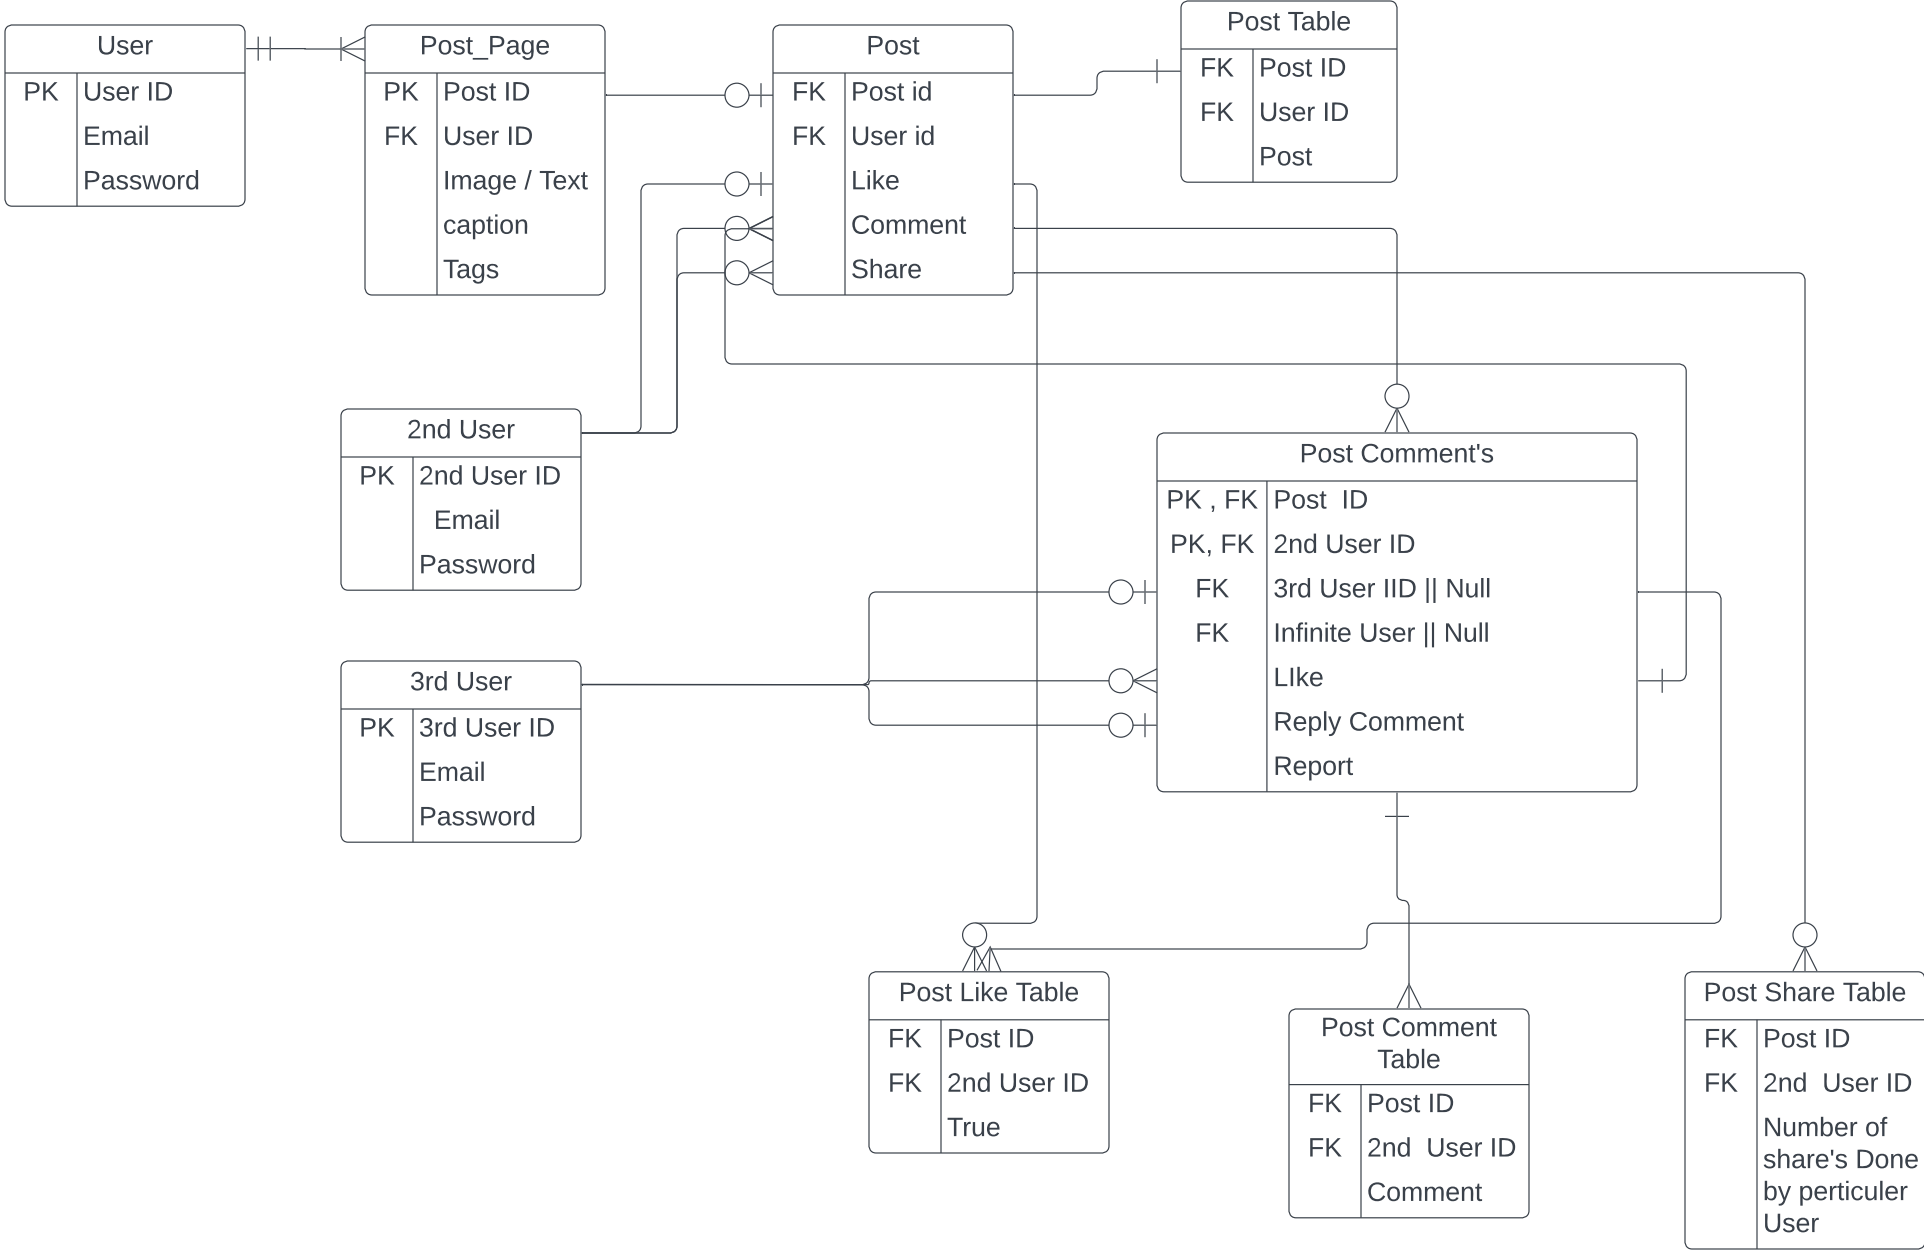 User
PK User ID
Email
Password
Post_Page
PK Post ID
FK User ID
Image / Text
caption
Tags
Post
FK Post id
FK User id
Like
Comment
Share
Post Table
FK Post ID
FK User ID
Post
2nd User
PK 2nd User ID
Email
Password
Post Comment's
PK , FK Post ID
PK, FK 2nd User ID
FK 3rd User IID || Null
FK Infinite User || Null
LIke
Reply Comment
Report
3rd User
PK 3rd User ID
Email
Password
Post Like Table
FK Post ID
FK 2nd User ID
True
Post Comment
Table
FK Post ID
FK 2nd User ID
Comment
Post Share Table
FK Post ID
FK 2nd User ID
Number of
share's Done
by perticuler
User